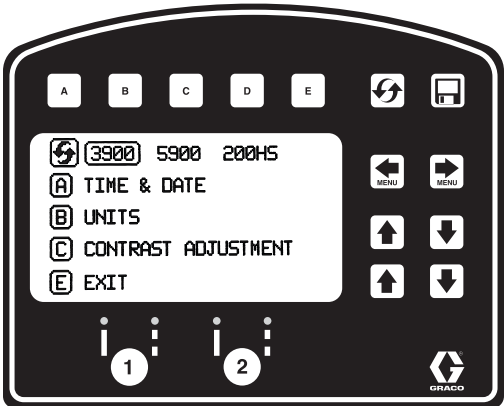 A B C D E
3900 5900 200HS
A TIME & DATE
B UNITS
C CONTRAST ADJUSTMENT
E EXIT
MENU MENU
1 2
GRACO